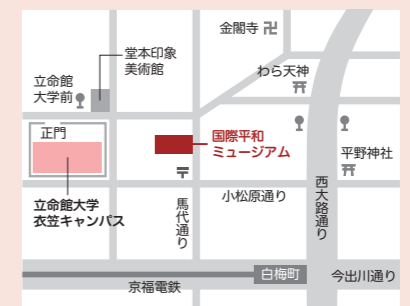 金閣寺 卍
堂本印象
美術館
わら天神
立命館
大学前
正門
国際平和
ミュージアム
平野神社
〒
立命館大学
衣笠キャンパス
馬代通り
小松原通り
西大路通り
白梅町
今出川通り
京福電鉄